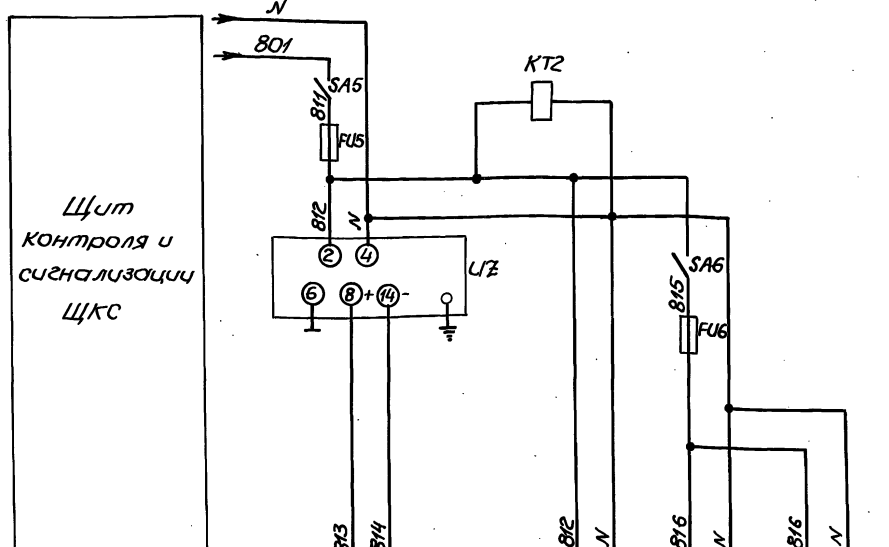 N
801
KT2
SA5
811
FU5
Щит
контроля и
сигнализации
ЩКС
812
N
2
4
UZ
SA6
6
8
+
14
-
815
FU6
813
814
812
N
816
N
816
N